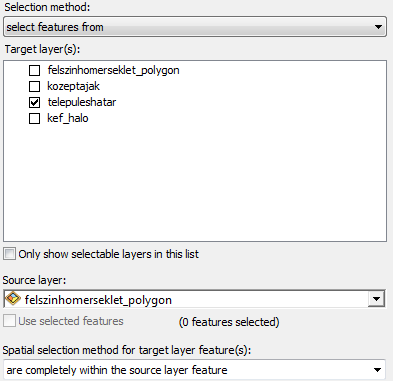 Selection method:
select features from
Target layer(s):
felszinhomerseklet_polygon
kozeptajak
telepuleshatar
kef_halo
Only show selectable layers in this list
Source layer:
felszinhomerseklet_polygon
Use selected features (0 features selected)
Spatial selection method for target layer feature(s):
are completely within the source layer feature